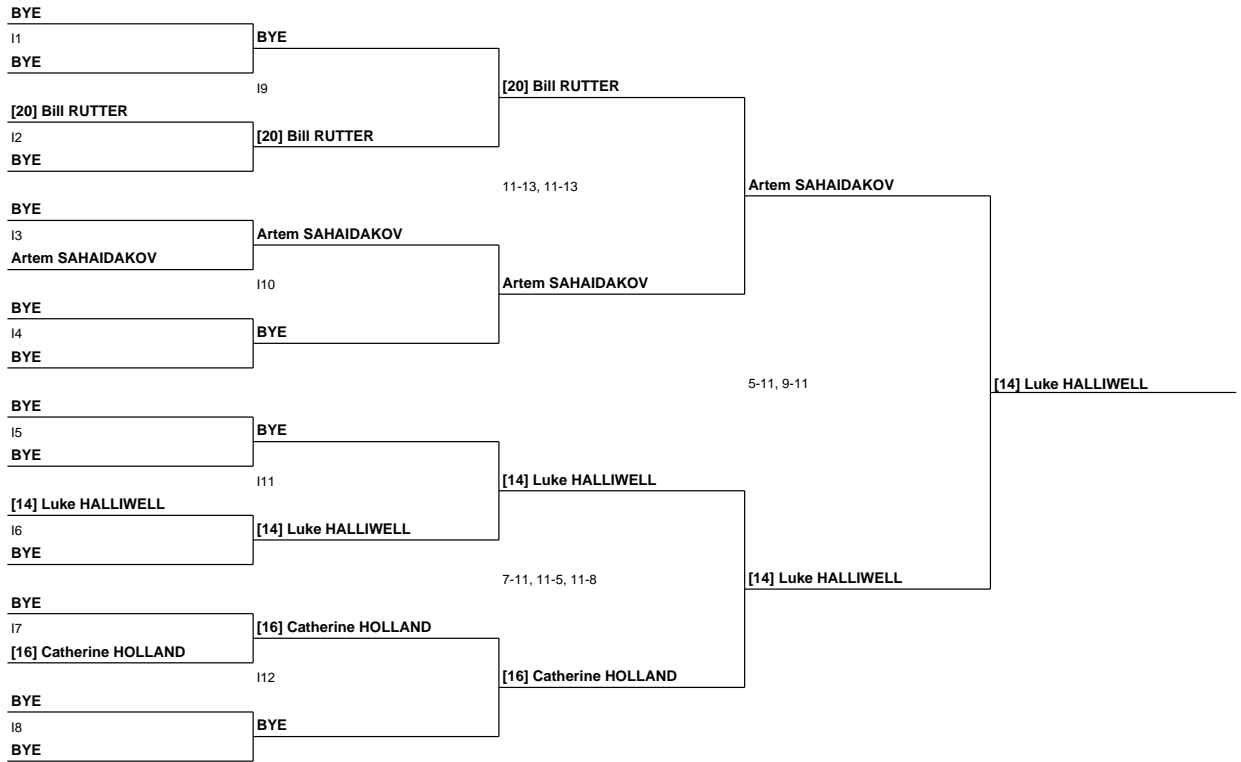 BYE
I1
BYE
BYE
I9
[20] Bill RUTTER
[20] Bill RUTTER
I2
[20] Bill RUTTER
BYE
11-13, 11-13
Artem SAHAIDAKOV
BYE
I3
Artem SAHAIDAKOV
Artem SAHAIDAKOV
I10
Artem SAHAIDAKOV
BYE
I4
BYE
BYE
5-11, 9-11
[14] Luke HALLIWELL
BYE
I5
BYE
BYE
I11
[14] Luke HALLIWELL
[14] Luke HALLIWELL
I6
[14] Luke HALLIWELL
BYE
7-11, 11-5, 11-8
[14] Luke HALLIWELL
BYE
I7
[16] Catherine HOLLAND
[16] Catherine HOLLAND
I12
[16] Catherine HOLLAND
BYE
I8
BYE
BYE